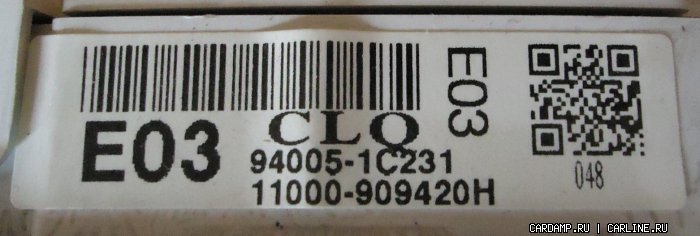 E03
CLQ
E03
94005-1C231
11000-909420H
048
CARDAMP.RU | CARLINE.RU